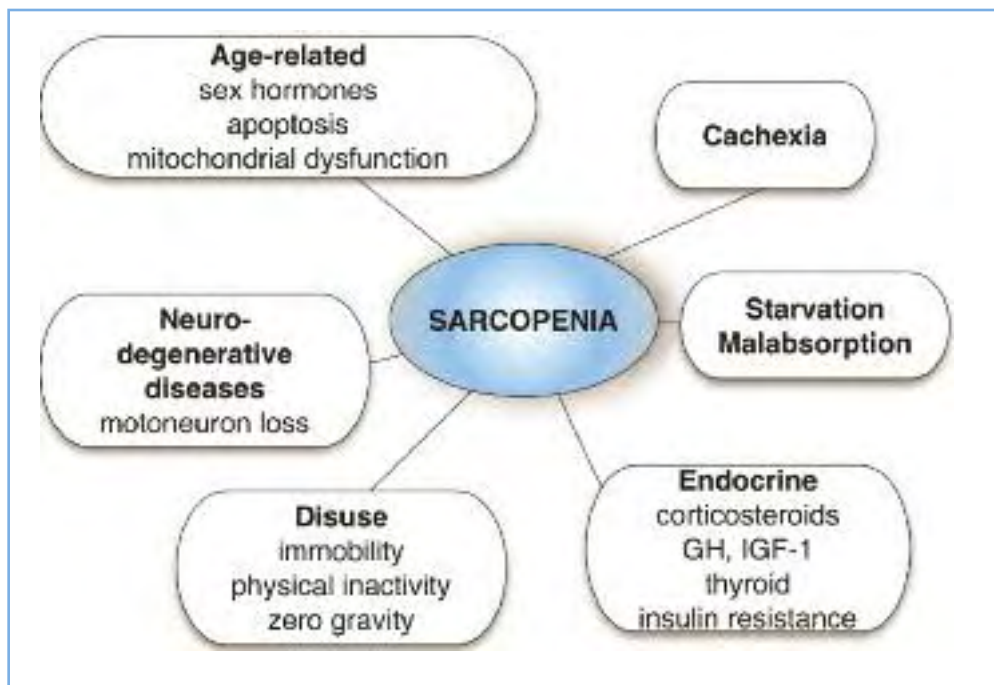 Age-related
sex hormones
apoptosis
mitochondrial dysfunction
Cachexia
SARCOPENIA
Neuro-
degenerative
diseases
motoneuron loss
Starvation
Malabsorption
Disuse
immobility
physical inactivity
zero gravity
Endocrine
corticosteroids
GH, IGF-1
thyroid
insulin resistance